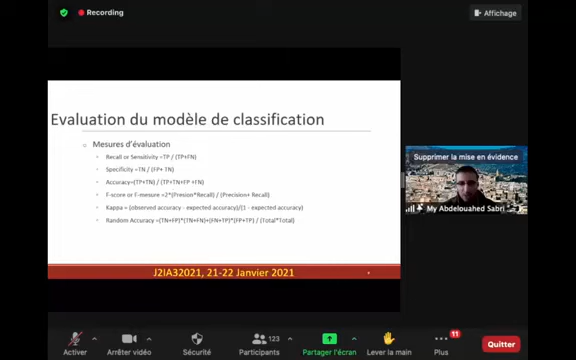 Recording
Affichage
Evaluation du modèle de classification
Mesures d'évaluation
Recall or Sensitivity =TP / (TP+FN)
Specificity =TN / (FP+ TN)
Accuracy=(TP+TN) / (TP+TN+FP +FN)
F-score or F-mesure =2*(Presion*Recall) / (Precision+ Recall)
Kappa = (observed accuracy - expected accuracy)/(1 - expected accuracy)
Random Accuracy =(TN+FP)*(TN+FN)+(FN+TP)*(FP+TP) / (Total*Total)
J2IA32021, 21-22 Janvier 2021
Supprimer la mise en évidence
My Abdelouahed Sabri
Activer
Arrêter vidéo
Sécurité
Participants
123
Partager l'écran
Lever la main
Plus
11
Quitter